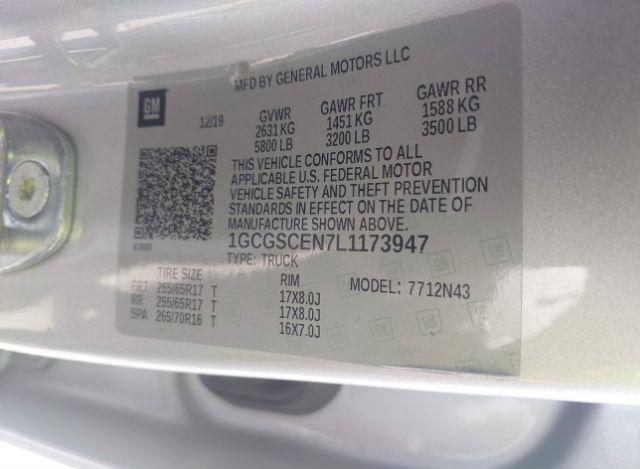 MFD BY GENERAL MOTORS LLC
GM
12/19
GVWR
2631 KG
5800 LB
GAWR FRT
1451 KG
3200 LB
GAWR RR
1588 KG
3500 LB
THIS VEHICLE CONFORMS TO ALL
APPLICABLE U.S. FEDERAL MOTOR
VEHICLE SAFETY AND THEFT PREVENTION
STANDARDS IN EFFECT ON THE DATE OF
MANUFACTURE SHOWN ABOVE.
1GCGSCEN7L1173947
TYPE: TRUCK
TIRE SIZE RIM MODEL: 7712N43
FRT 255/65R17 T 17X8.0J
RR 255/65R17 T 17X8.0J
SPA 265/70R16 T 16X7.0J